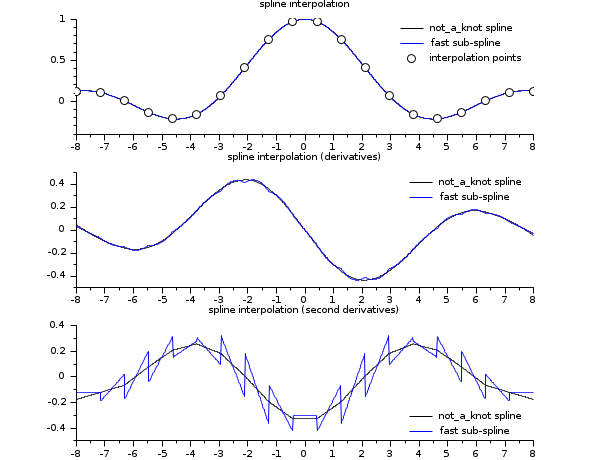 spline interpolation
1
0.5
0
not_a_knot spline
fast sub-spline
interpolation points
-8 -7 -6 -5 -4 -3 -2 -1 0 1 2 3 4 5 6 7 8
spline interpolation (derivatives)
0.4
0.2
0
-0.2
-0.4
not_a_knot spline
fast sub-spline
-8 -7 -6 -5 -4 -3 -2 -1 0 1 2 3 4 5 6 7 8
spline interpolation (second derivatives)
0.4
0.2
0
-0.2
-0.4
not_a_knot spline
fast sub-spline
-8 -7 -6 -5 -4 -3 -2 -1 0 1 2 3 4 5 6 7 8